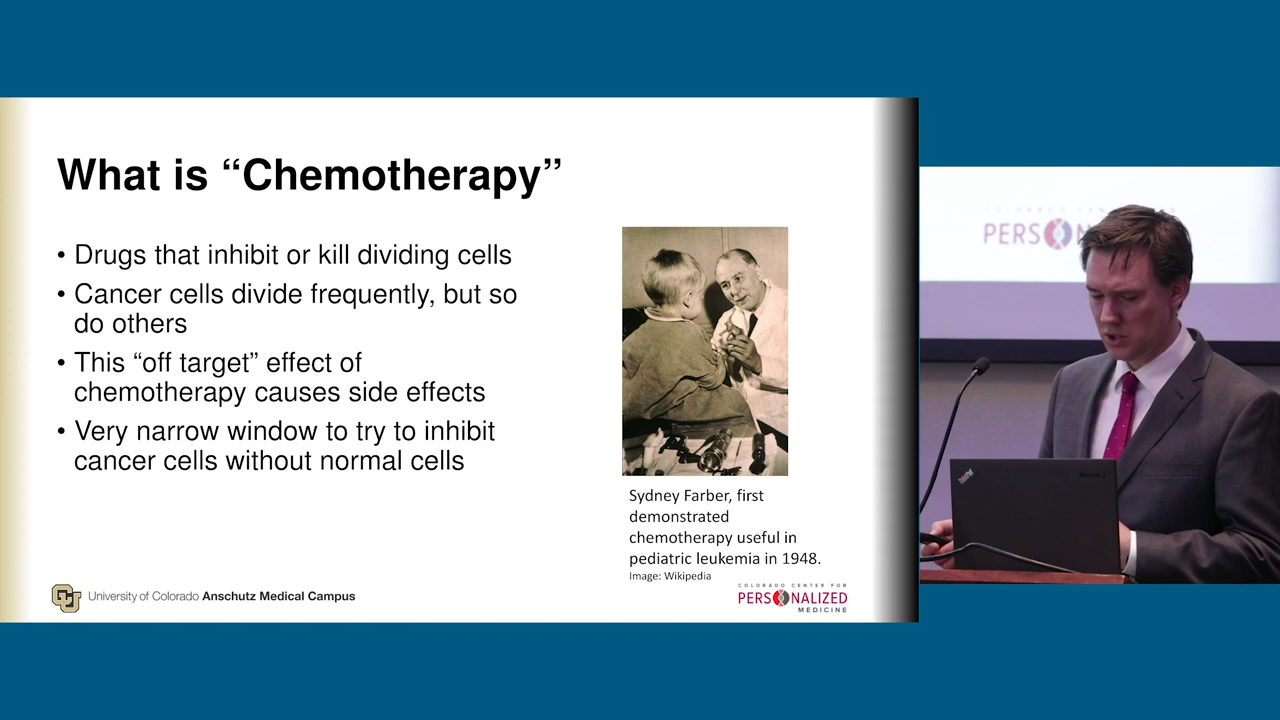 What is “Chemotherapy”
• Drugs that inhibit or kill dividing cells
• Cancer cells divide frequently, but so
do others
• This “off target” effect of
chemotherapy causes side effects
• Very narrow window to try to inhibit
cancer cells without normal cells
Sydney Farber, first
demonstrated
chemotherapy useful in
pediatric leukemia in 1948.
Image: Wikipedia
CU
University of Colorado Anschutz Medical Campus
COLORADO CENTER FOR
PERSONALIZED
MEDICINE
ThinkPad